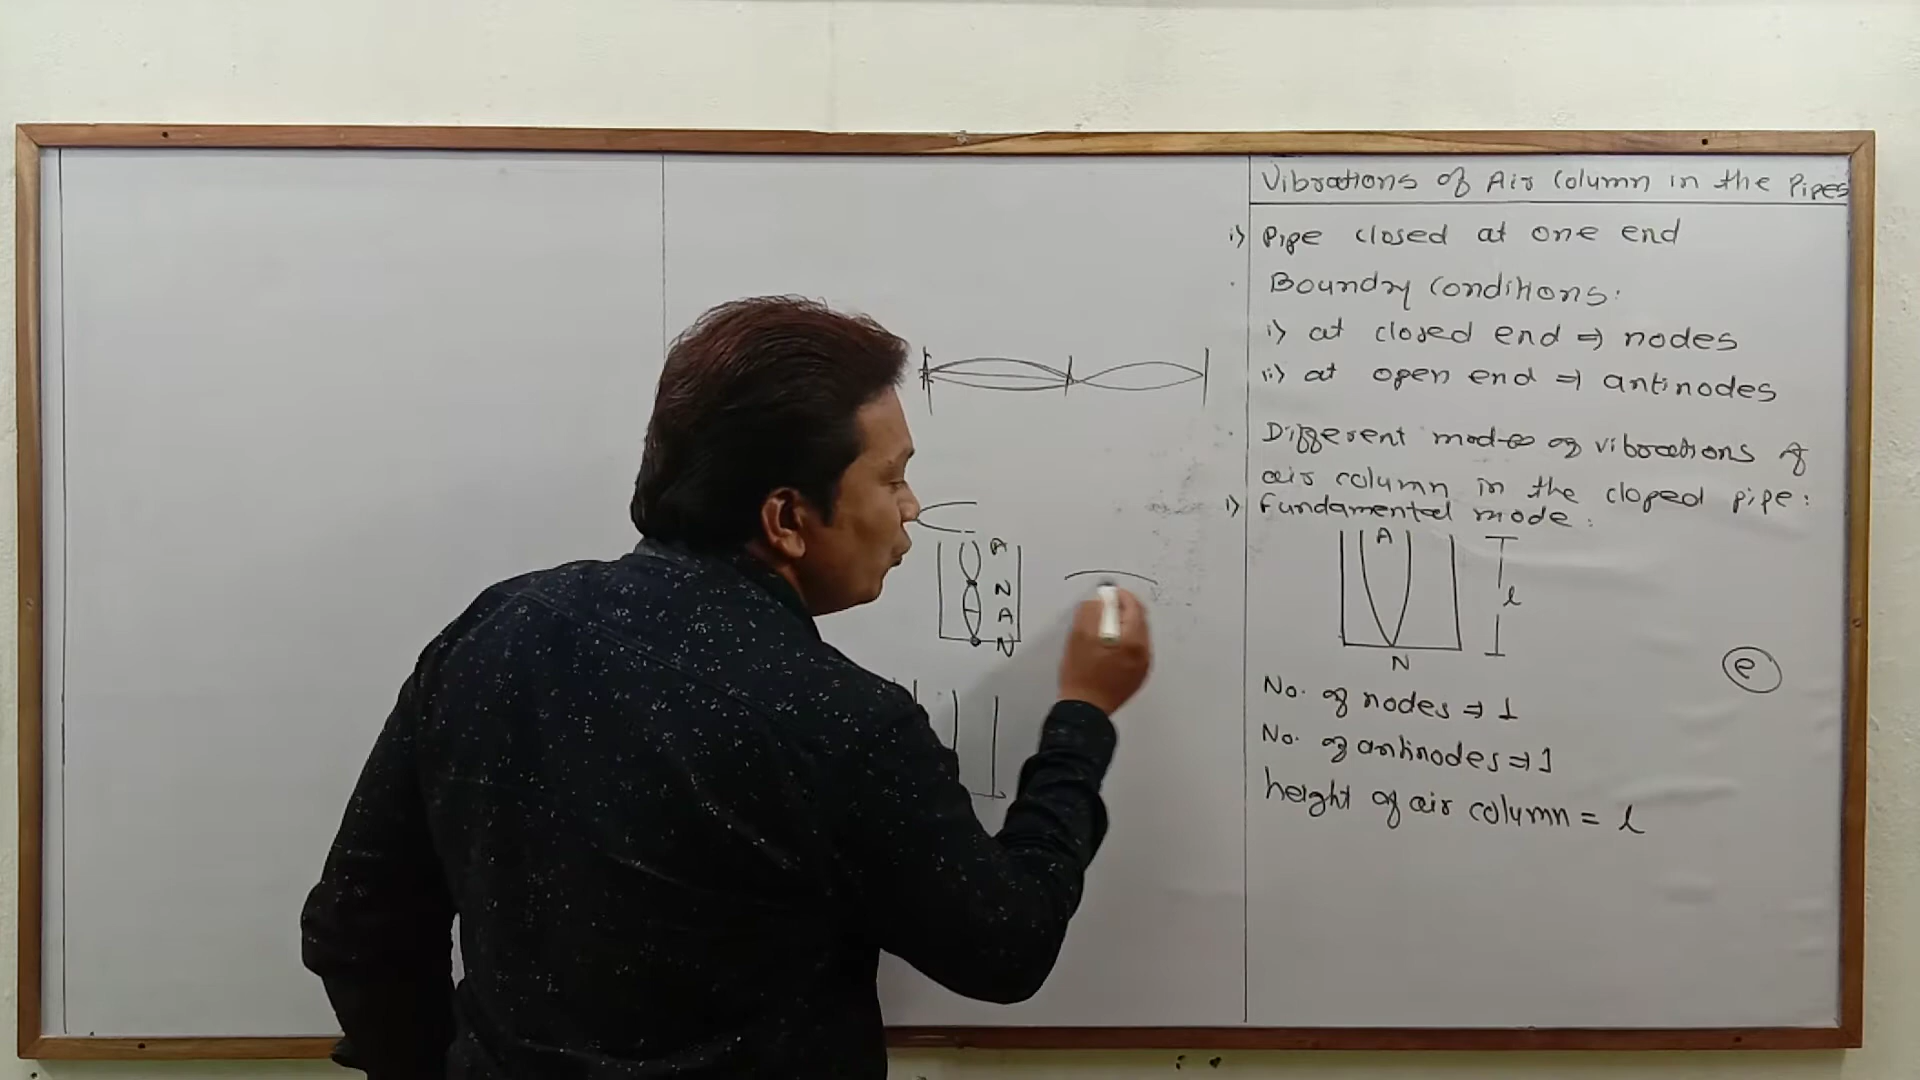 Vibrations of Air Column in the Pipes
i) Pipe closed at one end
Boundry Conditions:
i) at closed end ⇒ nodes
ii) at open end ⇒ antinodes
Different modes of vibrations of
air column in the closed pipe:
i) Fundamental mode:
A
l
N
No. of nodes ⇒ 1
No. of antinodes ⇒ 1
height of air column = l
e
A
N
A
N